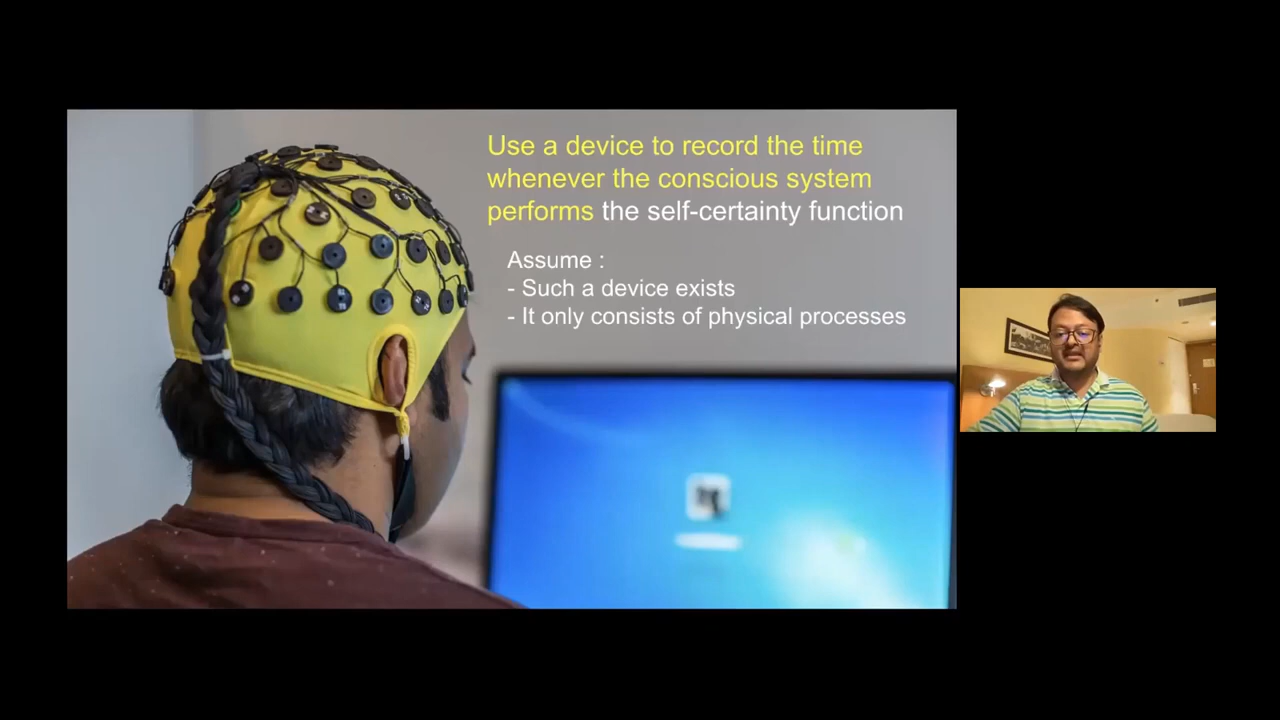 Use a device to record the time
whenever the conscious system
performs the self-certainty function
Assume :
- Such a device exists
- It only consists of physical processes